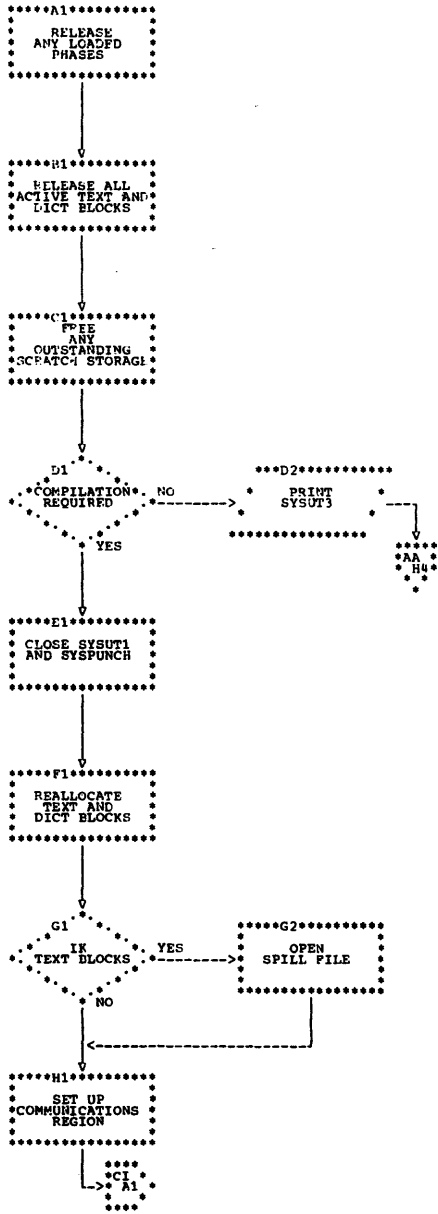 A1
RELEASE
ANY LOADED
PHASES
B1
RELEASE ALL
ACTIVE TEXT AND
DICT BLOCKS
C1
FREE
ANY
OUTSTANDING
SCRATCH STORAGE
D1
COMPILATION
REQUIRED
NO
YES
D2
PRINT
SYSUT3
AA
H4
E1
CLOSE SYSUT1
AND SYSPUNCH
F1
REALLOCATE
TEXT AND
DICT BLOCKS
G1
1K
TEXT BLOCKS
YES
NO
G2
OPEN
SPILL FILE
H1
SET UP
COMMUNICATIONS
REGION
CI
A1